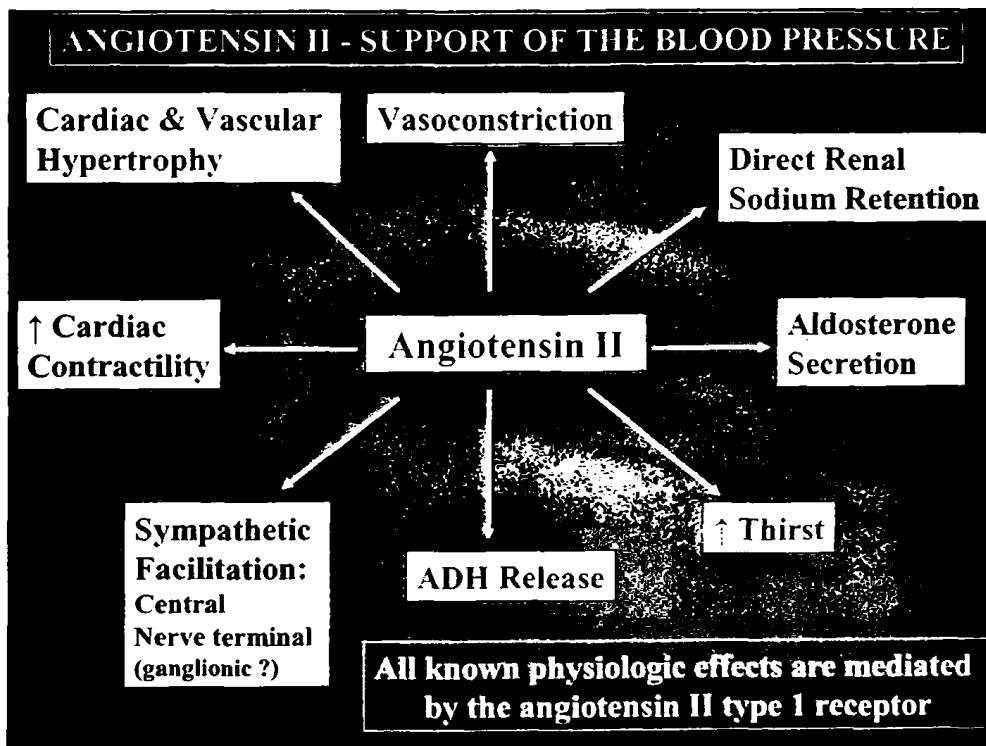 ANGIOTENSIN II - SUPPORT OF THE BLOOD PRESSURE
Cardiac & Vascular
Hypertrophy
Vasoconstriction
Direct Renal
Sodium Retention
↑ Cardiac
Contractility
Angiotensin II
Aldosterone
Secretion
Sympathetic
Facilitation:
Central
Nerve terminal
(ganglionic ?)
ADH Release
↑ Thirst
All known physiologic effects are mediated
by the angiotensin II type 1 receptor